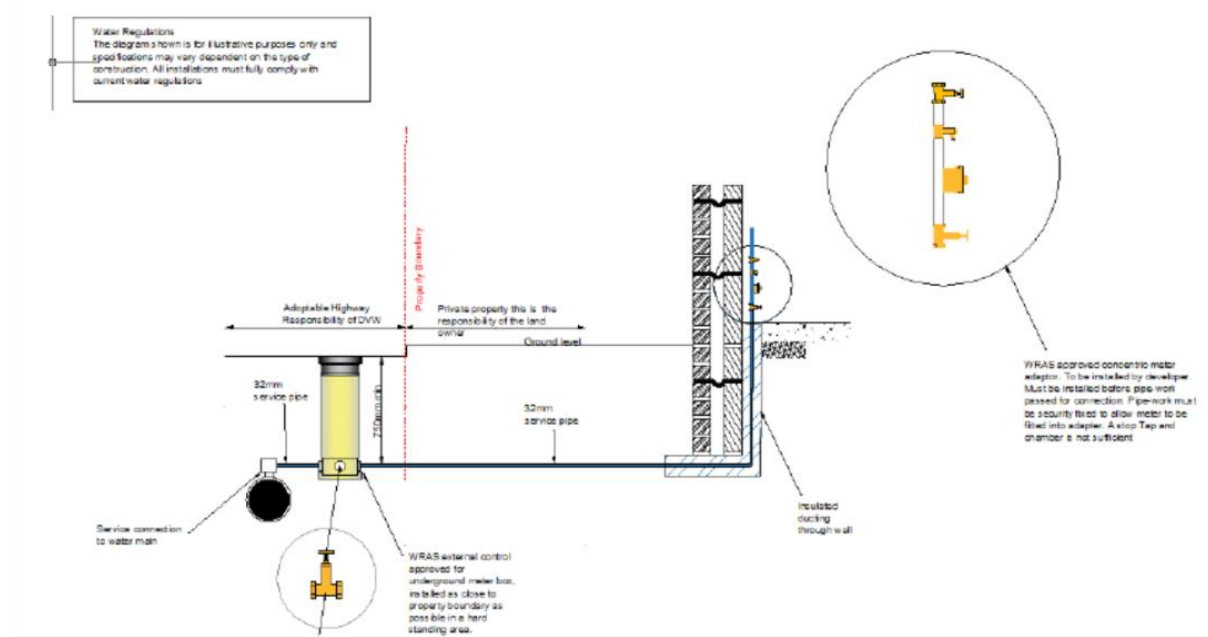 Water Regulations
The diagram shown is for illustrative purposes only and
specifications may vary dependent on the type of
construction. All installations must fully comply with
current water regulations
Property Boundary
Adoptable Highway
Responsibility of DVW
Private property this is the
responsibility of the land
owner
Ground level
32mm
service pipe
750mm min
32mm
service pipe
Service connection
to water main
WRAS external control
approved for
underground meter box,
installed as close to
property boundary as
possible in a hard
standing area.
Insulated
ducting
through wall
WRAS approved concentric meter
adaptor. To be installed by developer
Must be installed before pipe work
passed for connection. Pipe-work must
be security fixed to allow meter to be
fitted into adapter. A stop Tap and
chamber is not sufficient